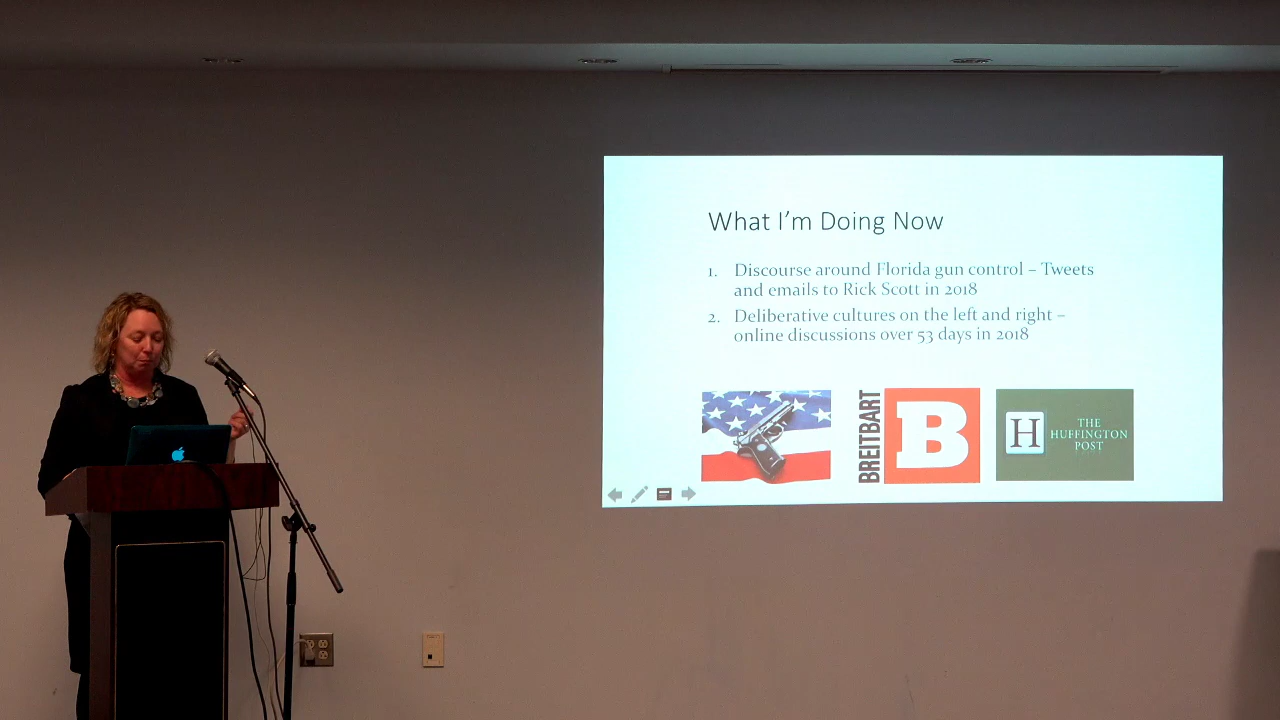 What I'm Doing Now
1. Discourse around Florida gun control – Tweets
and emails to Rick Scott in 2018
2. Deliberative cultures on the left and right –
online discussions over 53 days in 2018
BREITBART
B
H
THE
HUFFINGTON
POST